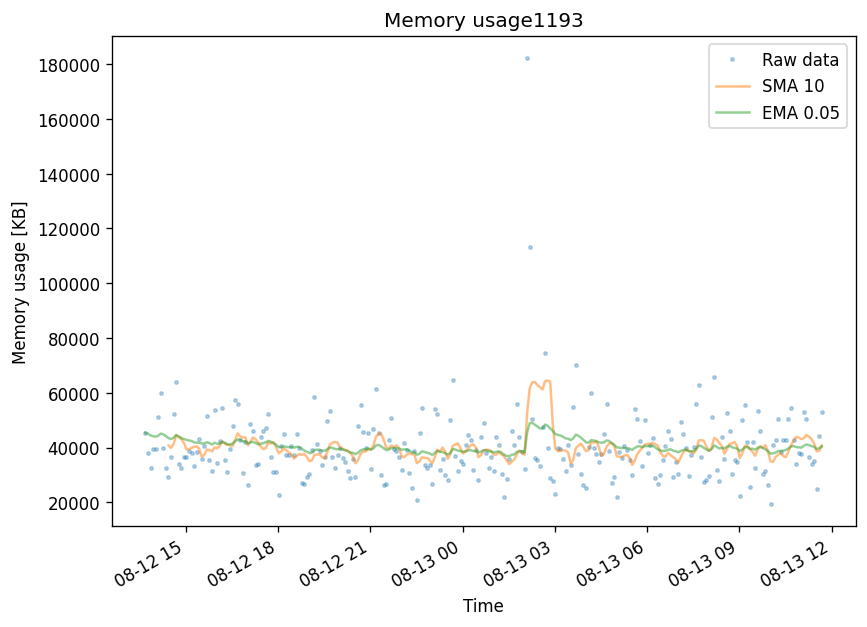 Memory usage1193
180000
160000
140000
120000
100000
80000
60000
40000
20000
Memory usage [KB]
Raw data
SMA 10
EMA 0.05
08-12 15
08-12 18
08-12 21
08-13 00
08-13 03
08-13 06
08-13 09
08-13 12
Time